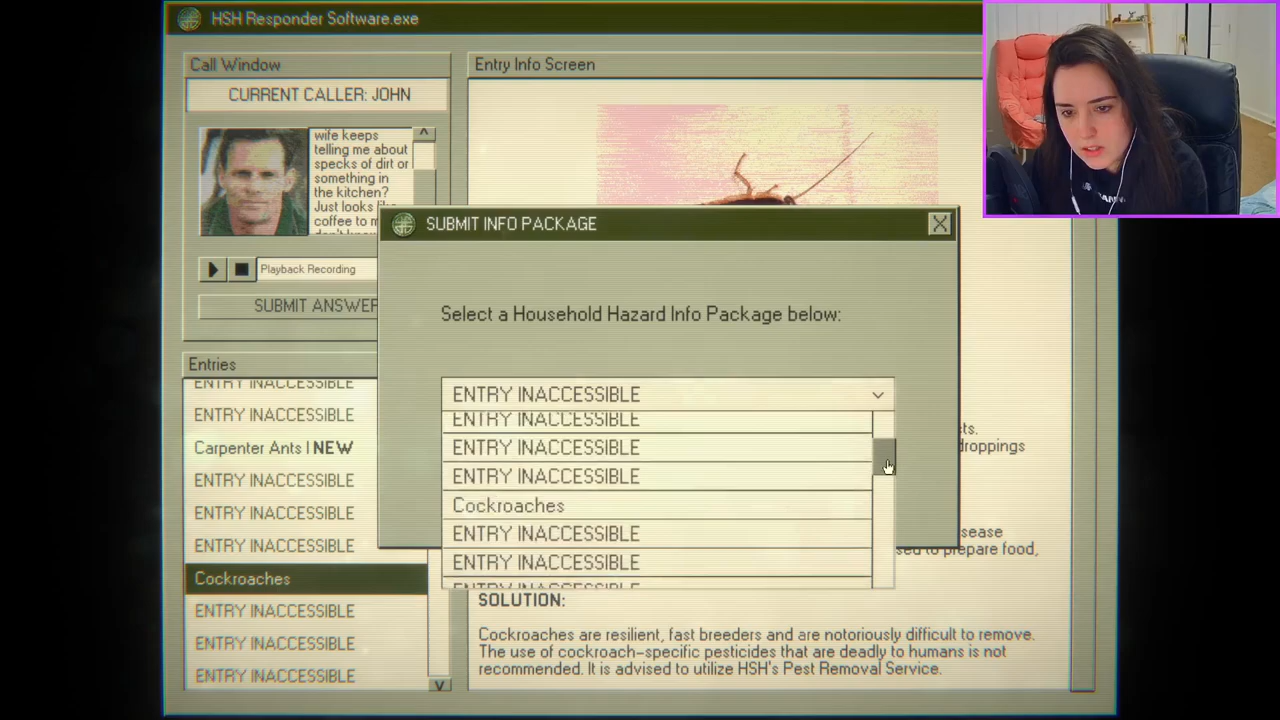 HSH Responder Software.exe
Call Window
CURRENT CALLER: JOHN
wife keeps
telling me about
specks of dirt or
something in
the kitchen?
Just looks like
coffee to m
Playback Recording
SUBMIT ANSWER
Entries
ENTRY INACCESSIBLE
ENTRY INACCESSIBLE
Carpenter Ants | NEW
ENTRY INACCESSIBLE
ENTRY INACCESSIBLE
ENTRY INACCESSIBLE
Cockroaches
ENTRY INACCESSIBLE
ENTRY INACCESSIBLE
ENTRY INACCESSIBLE
Entry Info Screen
SUBMIT INFO PACKAGE
Select a Household Hazard Info Package below:
ENTRY INACCESSIBLE
ENTRY INACCESSIBLE
ENTRY INACCESSIBLE
ENTRY INACCESSIBLE
Cockroaches
ENTRY INACCESSIBLE
ENTRY INACCESSIBLE
droppings
to prepare food,
SOLUTION:
Cockroaches are resilient, fast breeders and are notoriously difficult to remove.
The use of cockroach-specific pesticides that are deadly to humans is not
recommended. It is advised to utilize HSH's Pest Removal Service.